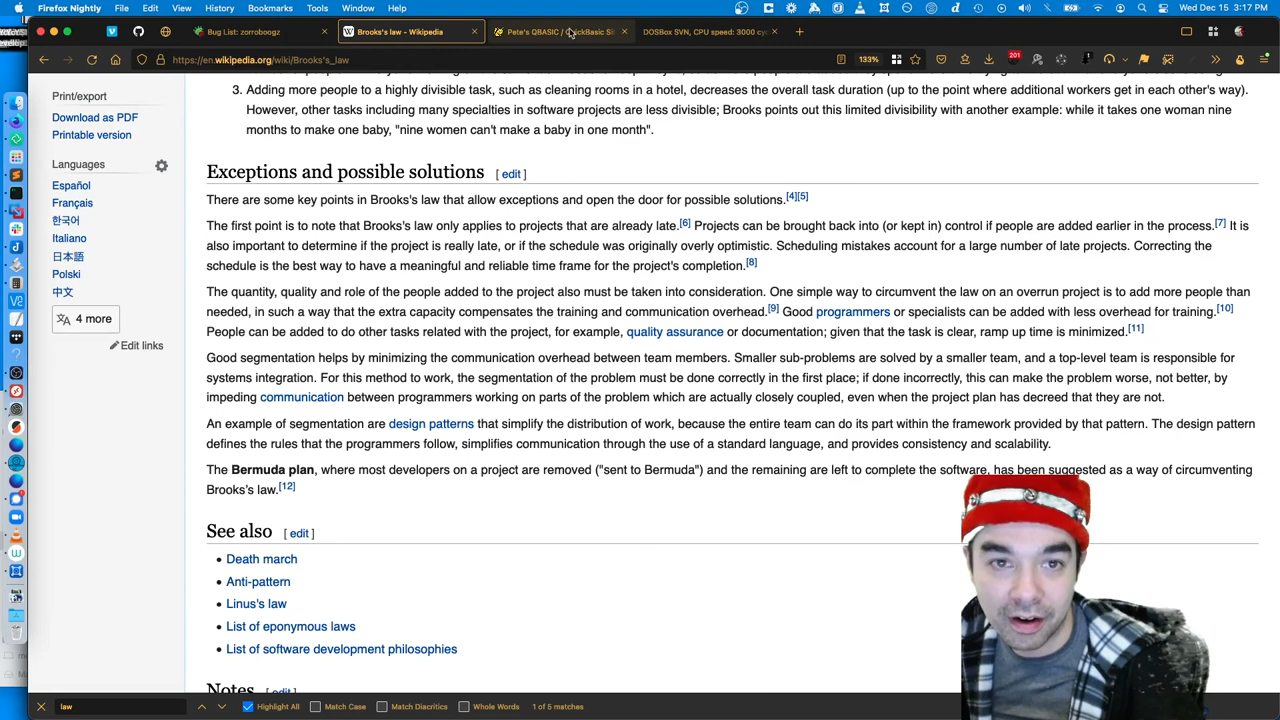 Firefox Nightly File Edit View History Bookmarks Tools Window Help Wed Dec 15 3:17 PM
Bug List: zorroboogz Brooks's law - Wikipedia Pete's QBASIC / QuickBasic Sit DOSBox SVN, CPU speed: 3000 cyc
https://en.wikipedia.org/wiki/Brooks's_law 133% 201
Print/export
Download as PDF
Printable version
Languages
Español
Français
한국어
Italiano
日本語
Polski
中文
4 more
Edit links
3. Adding more people to a highly divisible task, such as cleaning rooms in a hotel, decreases the overall task duration (up to the point where additional workers get in each other's way).
However, other tasks including many specialties in software projects are less divisible; Brooks points out this limited divisibility with another example: while it takes one woman nine
months to make one baby, "nine women can't make a baby in one month".
Exceptions and possible solutions [ edit ]
There are some key points in Brooks's law that allow exceptions and open the door for possible solutions.[4][5]
The first point is to note that Brooks's law only applies to projects that are already late.[6] Projects can be brought back into (or kept in) control if people are added earlier in the process.[7] It is
also important to determine if the project is really late, or if the schedule was originally overly optimistic. Scheduling mistakes account for a large number of late projects. Correcting the
schedule is the best way to have a meaningful and reliable time frame for the project's completion.[8]
The quantity, quality and role of the people added to the project also must be taken into consideration. One simple way to circumvent the law on an overrun project is to add more people than
needed, in such a way that the extra capacity compensates the training and communication overhead.[9] Good programmers or specialists can be added with less overhead for training.[10]
People can be added to do other tasks related with the project, for example, quality assurance or documentation; given that the task is clear, ramp up time is minimized.[11]
Good segmentation helps by minimizing the communication overhead between team members. Smaller sub-problems are solved by a smaller team, and a top-level team is responsible for
systems integration. For this method to work, the segmentation of the problem must be done correctly in the first place; if done incorrectly, this can make the problem worse, not better, by
impeding communication between programmers working on parts of the problem which are actually closely coupled, even when the project plan has decreed that they are not.
An example of segmentation are design patterns that simplify the distribution of work, because the entire team can do its part within the framework provided by that pattern. The design pattern
defines the rules that the programmers follow, simplifies communication through the use of a standard language, and provides consistency and scalability.
The Bermuda plan, where most developers on a project are removed ("sent to Bermuda") and the remaining are left to complete the software, has been suggested as a way of circumventing
Brooks's law.[12]
See also [ edit ]
• Death march
• Anti-pattern
• Linus's law
• List of eponymous laws
• List of software development philosophies
Notes [ edit ]
law Highlight All Match Case Match Diacritics Whole Words 1 of 5 matches